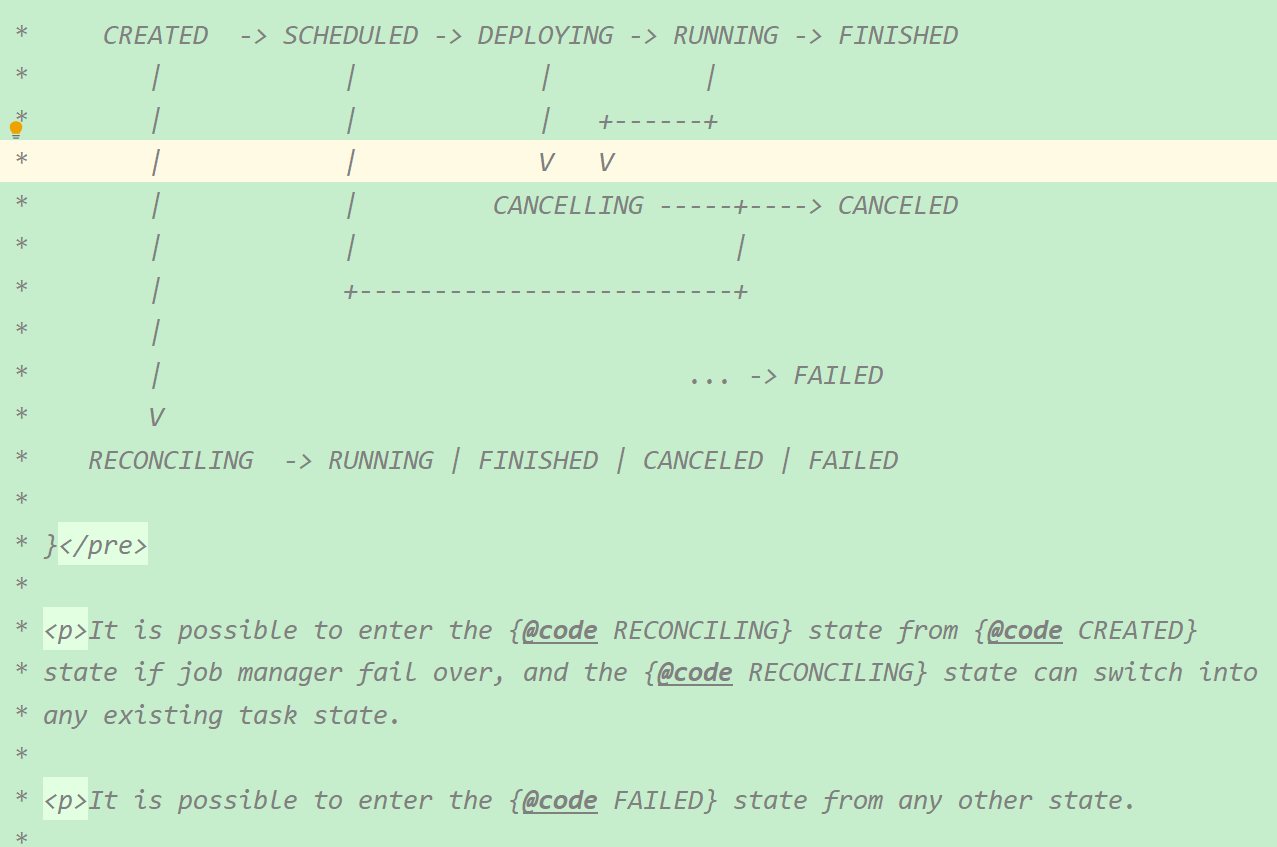 *     CREATED  -> SCHEDULED -> DEPLOYING -> RUNNING -> FINISHED
*         |            |            |          |
*         |            |            |   +------+
*         |            |            V   V
*         |            |         CANCELLING -----+----> CANCELED
*         |            |                         |
*         |            +-------------------------+
*         |
*         |                                   ... -> FAILED
*         V
*    RECONCILING  -> RUNNING | FINISHED | CANCELED | FAILED
*
* }</pre>
*
* <p>It is possible to enter the {@code RECONCILING} state from {@code CREATED}
* state if job manager fail over, and the {@code RECONCILING} state can switch into
* any existing task state.
*
* <p>It is possible to enter the {@code FAILED} state from any other state.
*